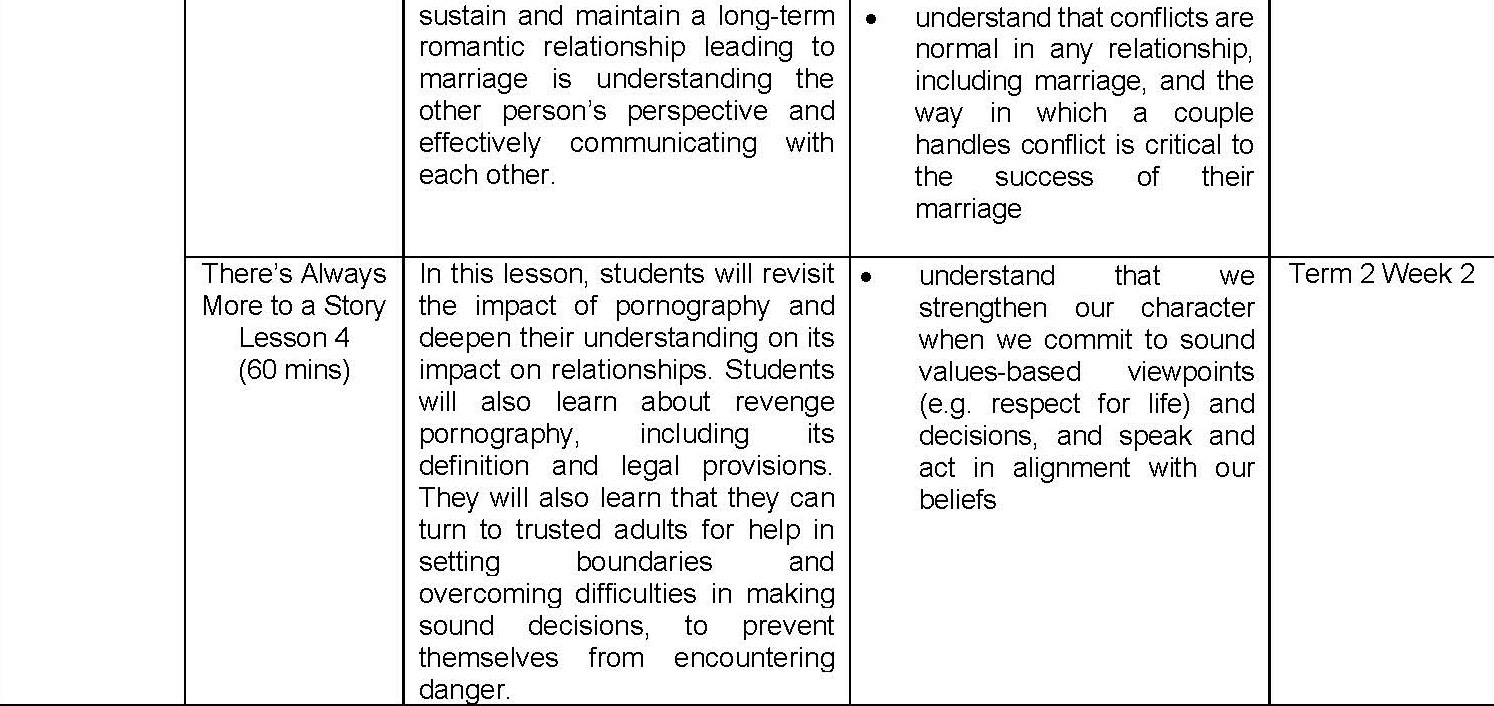 sustain and maintain a long-term
romantic relationship leading to
marriage is understanding the
other person's perspective and
effectively communicating with
each other.
• understand that conflicts are
normal in any relationship,
including marriage, and the
way in which a couple
handles conflict is critical to
the success of their
marriage
There's Always
More to a Story
Lesson 4
(60 mins)
In this lesson, students will revisit
the impact of pornography and
deepen their understanding on its
impact on relationships. Students
will also learn about revenge
pornography, including its
definition and legal provisions.
They will also learn that they can
turn to trusted adults for help in
setting boundaries and
overcoming difficulties in making
sound decisions, to prevent
themselves from encountering
danger.
• understand that we
strengthen our character
when we commit to sound
values-based viewpoints
(e.g. respect for life) and
decisions, and speak and
act in alignment with our
beliefs
Term 2 Week 2